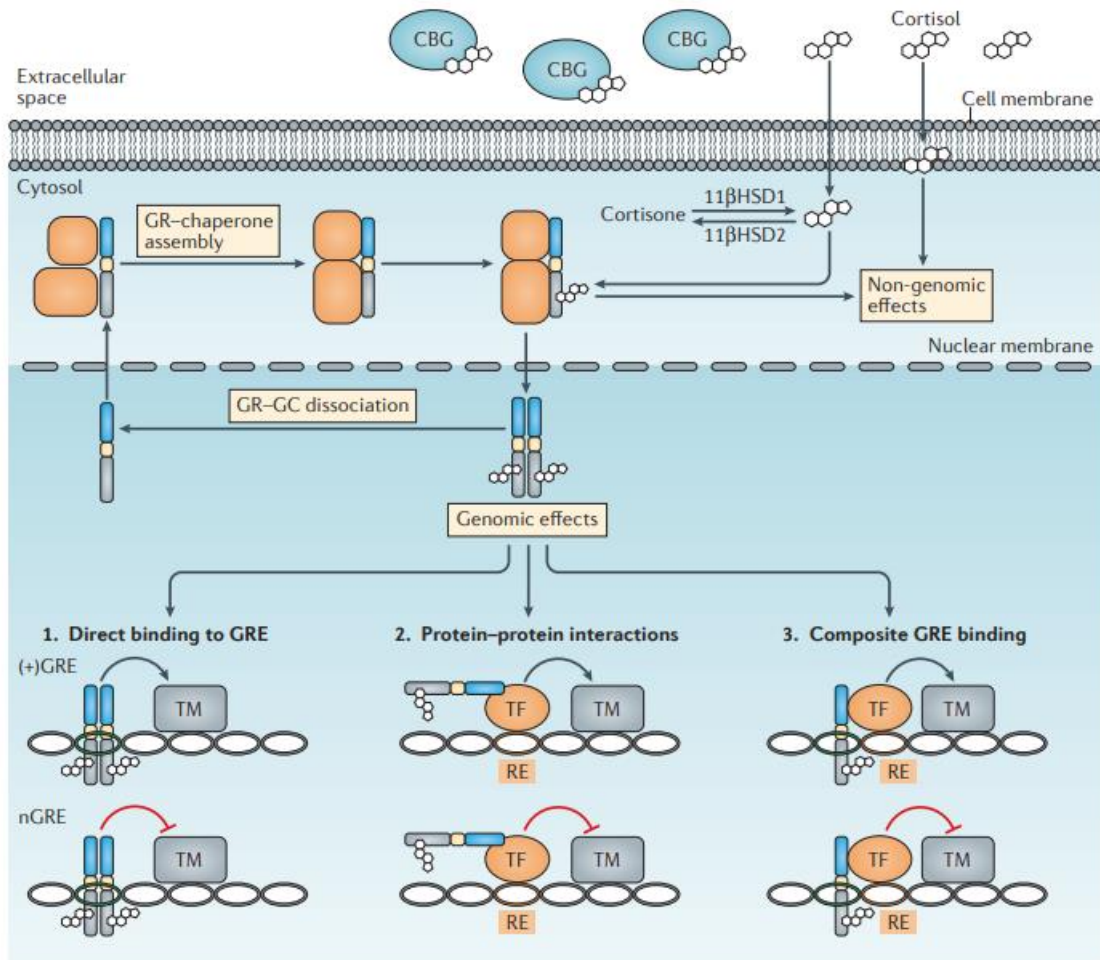 CBG
CBG
CBG
Cortisol
Extracellular
space
Cell membrane
Cytosol
GR–chaperone
assembly
Cortisone
11βHSD1
11βHSD2
Non-genomic
effects
Nuclear membrane
GR–GC dissociation
Genomic effects
1. Direct binding to GRE
2. Protein–protein interactions
3. Composite GRE binding
(+)GRE
TM
TF
TM
TF
TM
RE
RE
nGRE
TM
TF
TM
TF
TM
RE
RE